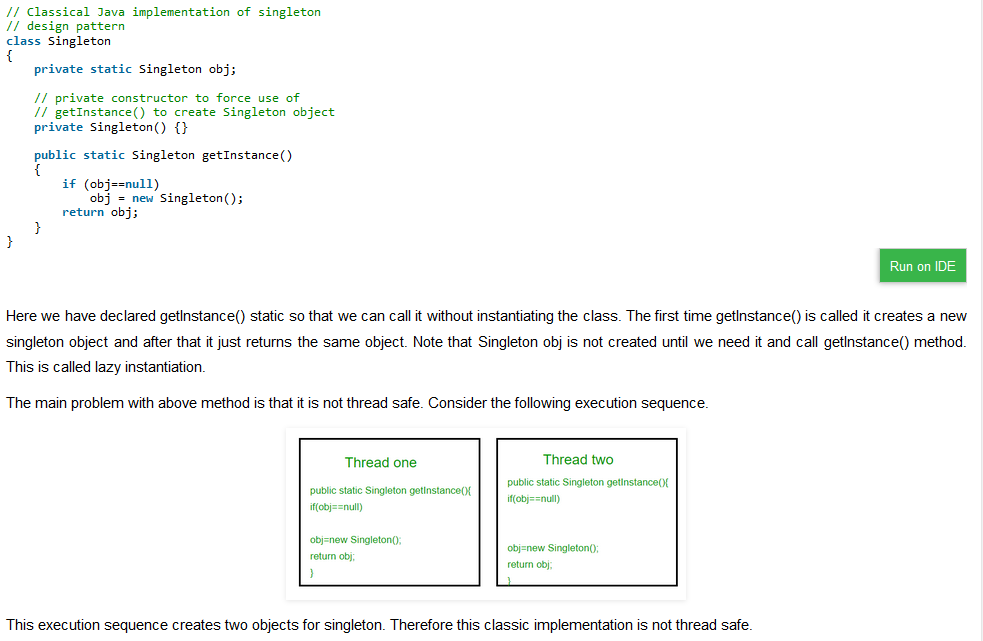 // Classical Java implementation of singleton
// design pattern
class Singleton
{
    private static Singleton obj;
    // private constructor to force use of
    // getInstance() to create Singleton object
    private Singleton() {}
    public static Singleton getInstance()
    {
        if (obj==null)
            obj = new Singleton();
        return obj;
    }
}
Run on IDE
Here we have declared getInstance() static so that we can call it without instantiating the class. The first time getInstance() is called it creates a new
singleton object and after that it just returns the same object. Note that Singleton obj is not created until we need it and call getInstance() method.
This is called lazy instantiation.
The main problem with above method is that it is not thread safe. Consider the following execution sequence.
Thread one
public static Singleton getInstance(){
if(obj==null)
obj=new Singleton();
return obj;
}
Thread two
public static Singleton getInstance(){
if(obj==null)
obj=new Singleton();
return obj;
}
This execution sequence creates two objects for singleton. Therefore this classic implementation is not thread safe.